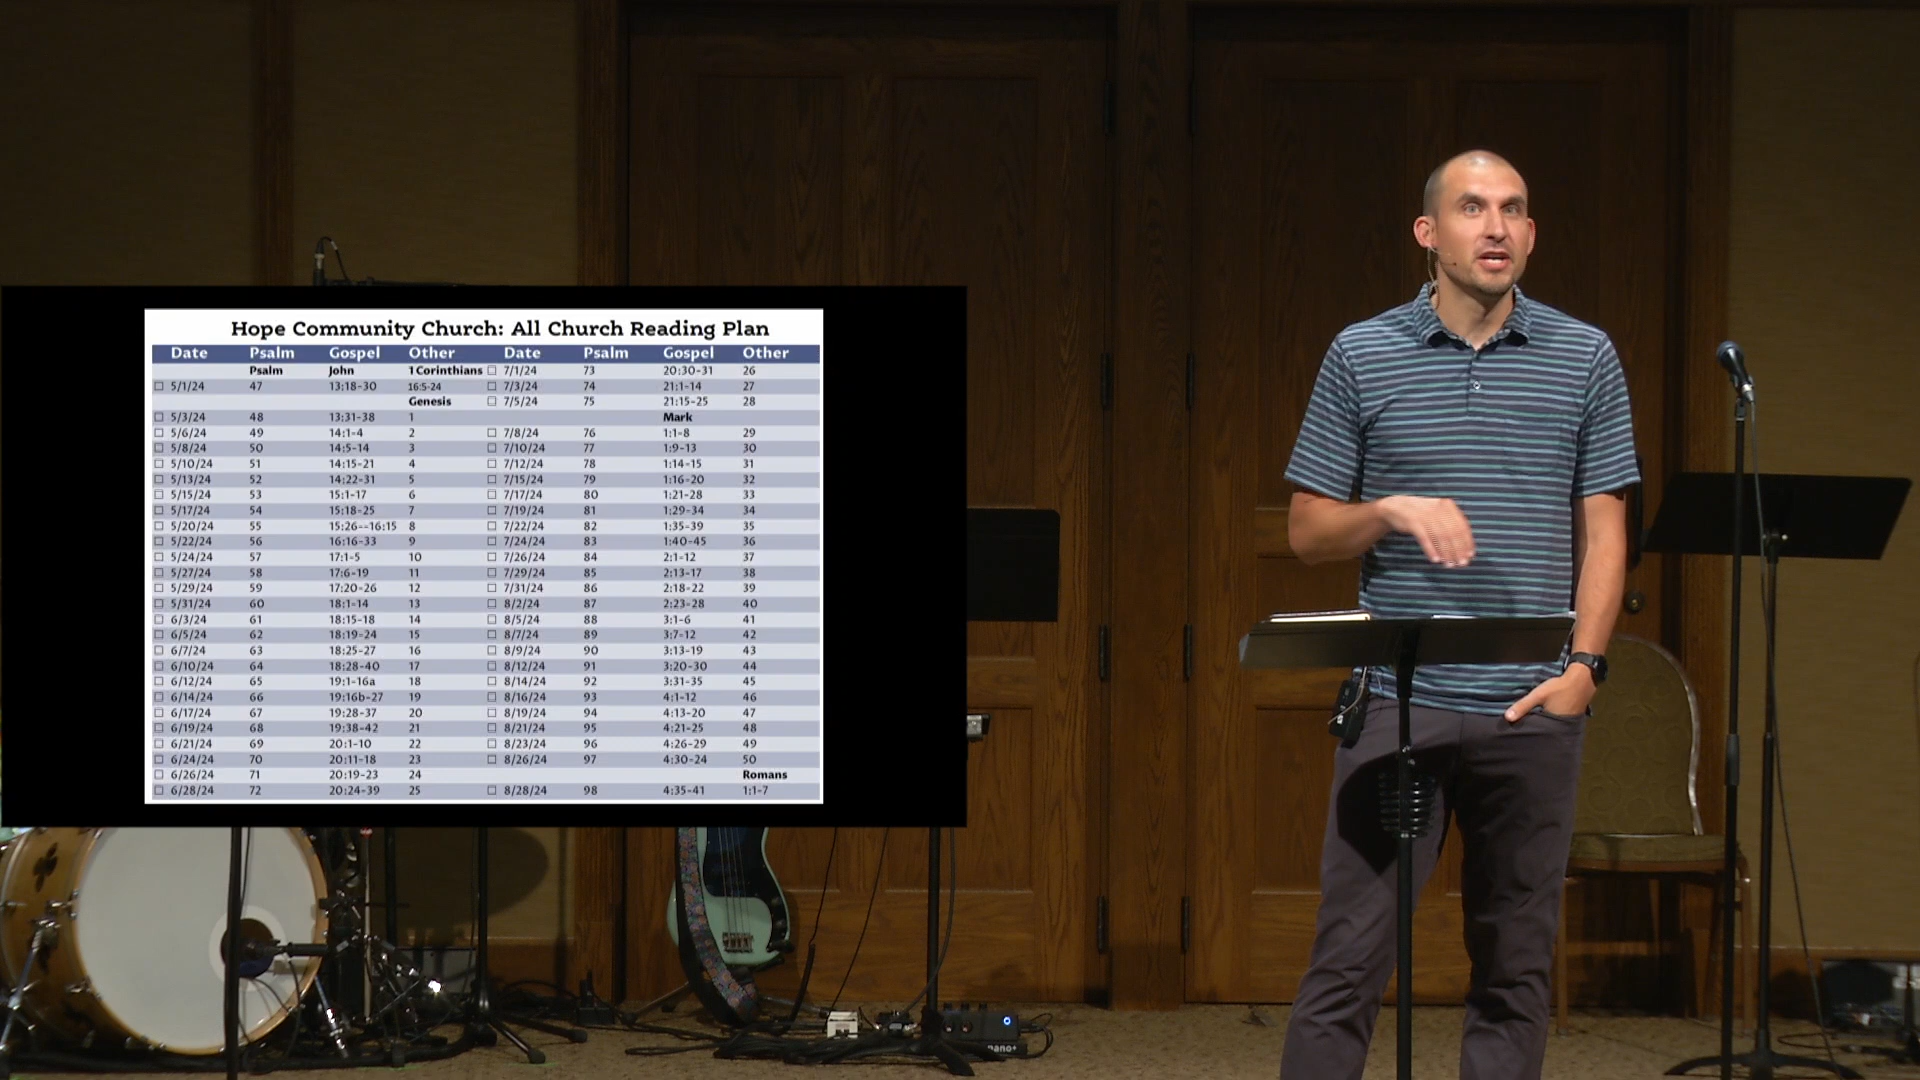 Hope Community Church: All Church Reading Plan
Date Psalm Gospel Other Date Psalm Gospel Other
Psalm John 1 Corinthians ☐ 7/1/24 73 20:30-31 26
☐ 5/1/24 47 13:18-30 16:5-24 ☐ 7/3/24 74 21:1-14 27
Genesis ☐ 7/5/24 75 21:15-25 28
☐ 5/3/24 48 13:31-38 1 Mark
☐ 5/6/24 49 14:1-4 2 ☐ 7/8/24 76 1:1-8 29
☐ 5/8/24 50 14:5-14 3 ☐ 7/10/24 77 1:9-13 30
☐ 5/10/24 51 14:15-21 4 ☐ 7/12/24 78 1:14-15 31
☐ 5/13/24 52 14:22-31 5 ☐ 7/15/24 79 1:16-20 32
☐ 5/15/24 53 15:1-17 6 ☐ 7/17/24 80 1:21-28 33
☐ 5/17/24 54 15:18-25 7 ☐ 7/19/24 81 1:29-34 34
☐ 5/20/24 55 15:26--16:15 8 ☐ 7/22/24 82 1:35-39 35
☐ 5/22/24 56 16:16-33 9 ☐ 7/24/24 83 1:40-45 36
☐ 5/24/24 57 17:1-5 10 ☐ 7/26/24 84 2:1-12 37
☐ 5/27/24 58 17:6-19 11 ☐ 7/29/24 85 2:13-17 38
☐ 5/29/24 59 17:20-26 12 ☐ 7/31/24 86 2:18-22 39
☐ 5/31/24 60 18:1-14 13 ☐ 8/2/24 87 2:23-28 40
☐ 6/3/24 61 18:15-18 14 ☐ 8/5/24 88 3:1-6 41
☐ 6/5/24 62 18:19-24 15 ☐ 8/7/24 89 3:7-12 42
☐ 6/7/24 63 18:25-27 16 ☐ 8/9/24 90 3:13-19 43
☐ 6/10/24 64 18:28-40 17 ☐ 8/12/24 91 3:20-30 44
☐ 6/12/24 65 19:1-16a 18 ☐ 8/14/24 92 3:31-35 45
☐ 6/14/24 66 19:16b-27 19 ☐ 8/16/24 93 4:1-12 46
☐ 6/17/24 67 19:28-37 20 ☐ 8/19/24 94 4:13-20 47
☐ 6/19/24 68 19:38-42 21 ☐ 8/21/24 95 4:21-25 48
☐ 6/21/24 69 20:1-10 22 ☐ 8/23/24 96 4:26-29 49
☐ 6/24/24 70 20:11-18 23 ☐ 8/26/24 97 4:30-24 50
☐ 6/26/24 71 20:19-23 24 Romans
☐ 6/28/24 72 20:24-39 25 ☐ 8/28/24 98 4:35-41 1:1-7
nano+